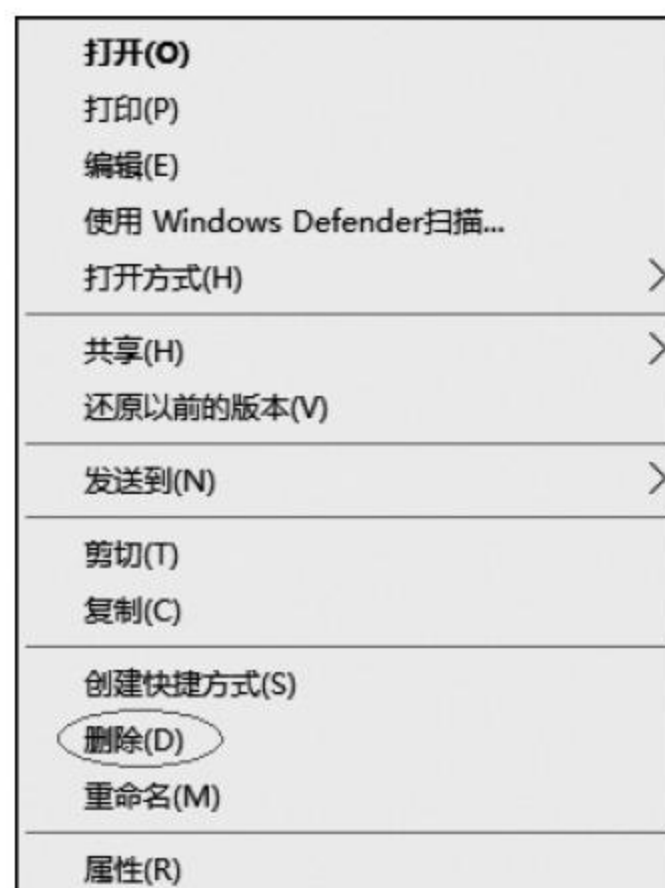 打开(O)
打印(P)
编辑(E)
使用 Windows Defender扫描...
打开方式(H)
共享(H)
还原以前的版本(V)
发送到(N)
剪切(T)
复制(C)
创建快捷方式(S)
删除(D)
重命名(M)
属性(R)